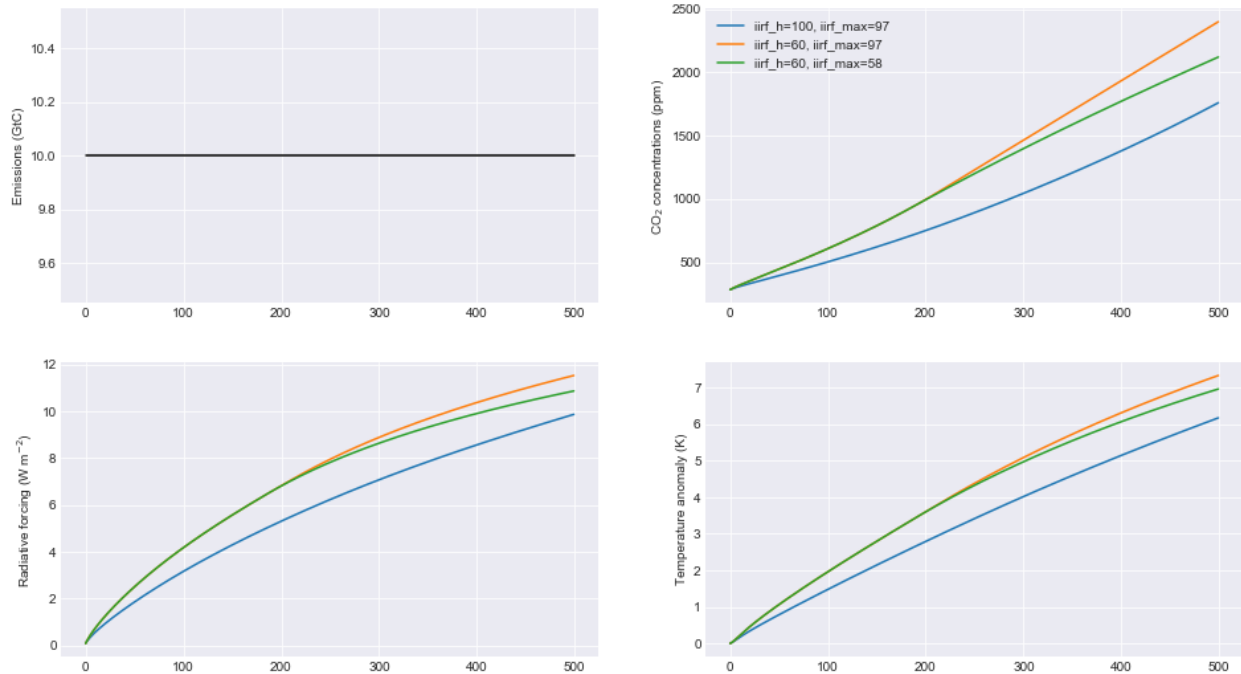 Emissions (GtC)
10.4
10.2
10.0
9.8
9.6
0 100 200 300 400 500
CO₂ concentrations (ppm)
2500
2000
1500
1000
500
iirf_h=100, iirf_max=97
iirf_h=60, iirf_max=97
iirf_h=60, iirf_max=58
0 100 200 300 400 500
Radiative forcing (W m⁻²)
12
10
8
6
4
2
0
0 100 200 300 400 500
Temperature anomaly (K)
7
6
5
4
3
2
1
0
0 100 200 300 400 500